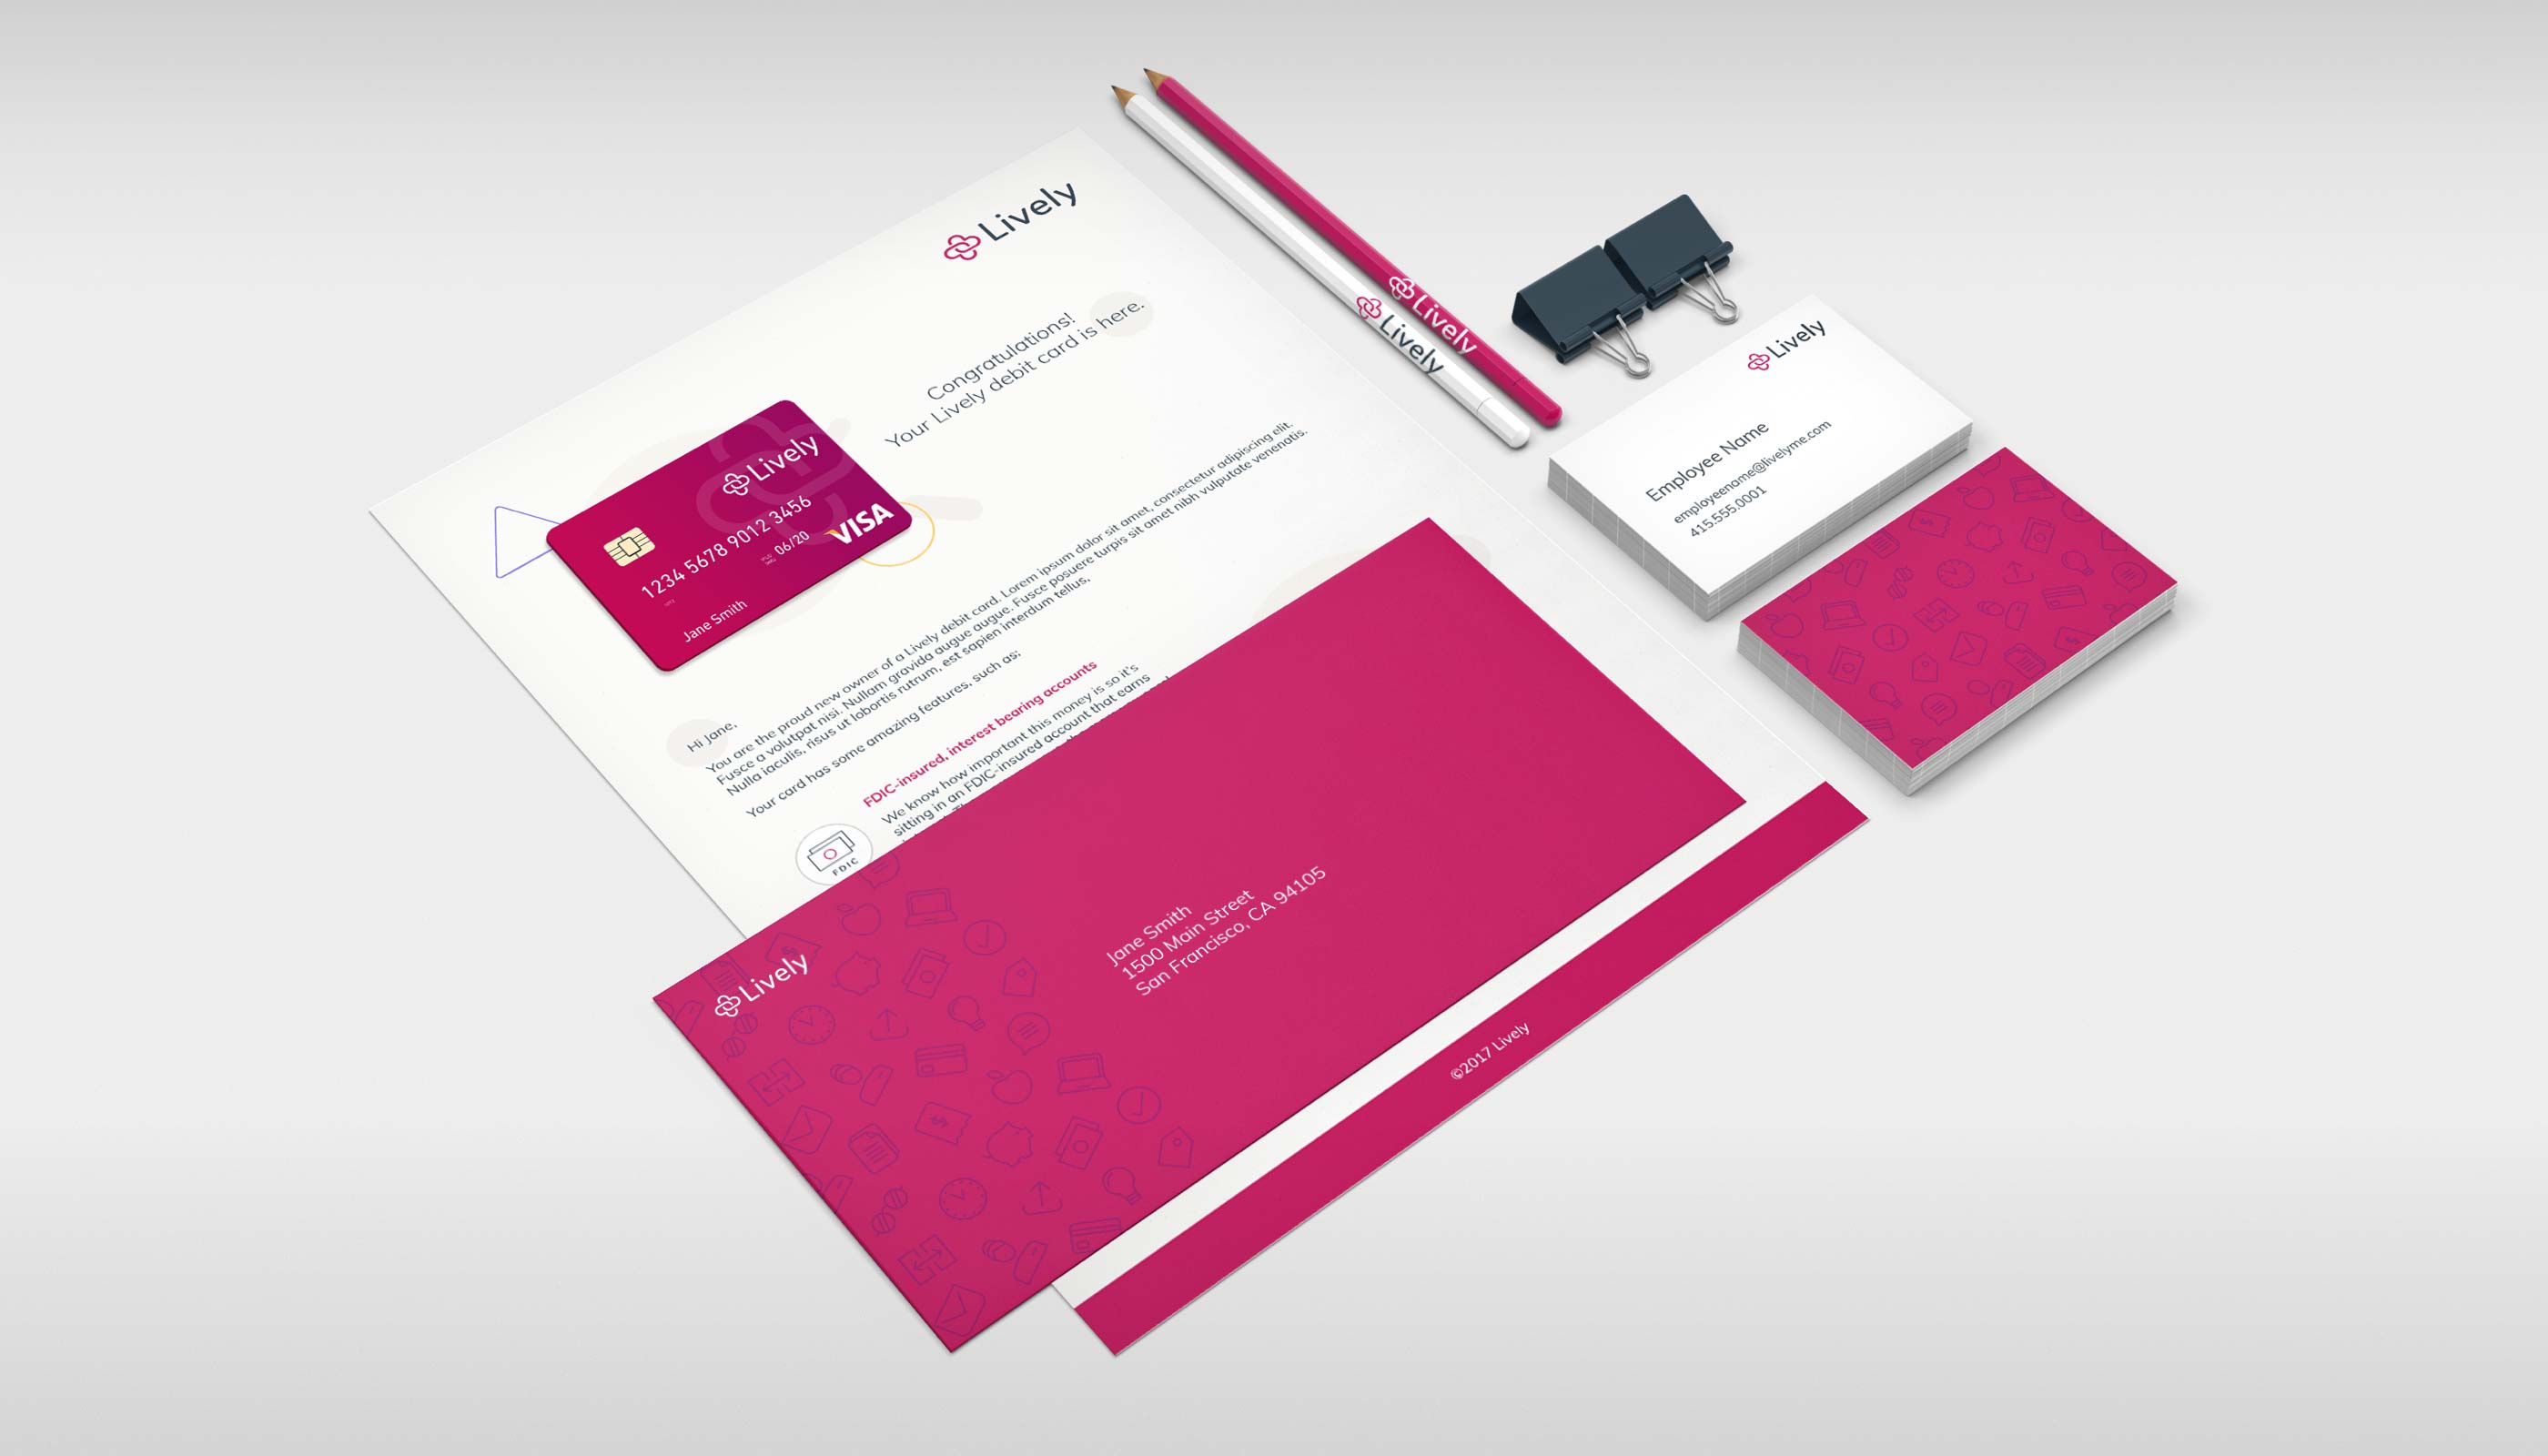 Lively
Congratulations!
Your Lively debit card is here.
Lively
1234 5678 9012 3456
06/20
VISA
Jane Smith
Hi Jane,
You are the proud new owner of a Lively debit card. Lorem ipsum dolor sit amet, consectetur adipiscing elit.
Fusce a volutpat nisi. Nullam gravida augue augue. Fusce posuere turpis sit amet nibh vulputate venenatis.
Nulla iaculis, risus ut lobortis rutrum, est sapien interdum tellus,
Your card has some amazing features, such as:
FDIC-insured, interest bearing accounts
We know how important this money is so it's
sitting in an FDIC-insured account that earns
FDIC
Lively
Jane Smith
1500 Main Street
San Francisco, CA 94105
©2017 Lively
Lively
Lively
Lively
Employee Name
employeename@livelyme.com
415.555.0001